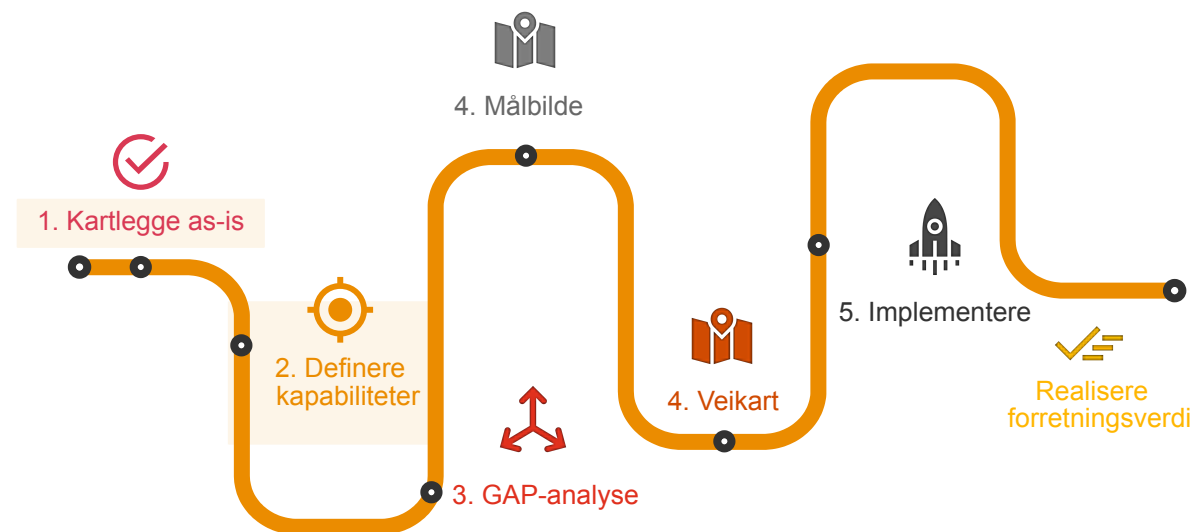 1. Kartlegge as-is
2. Definere
kapabiliteter
3. GAP-analyse
4. Målbilde
4. Veikart
5. Implementere
Realisere
forretningsverdi